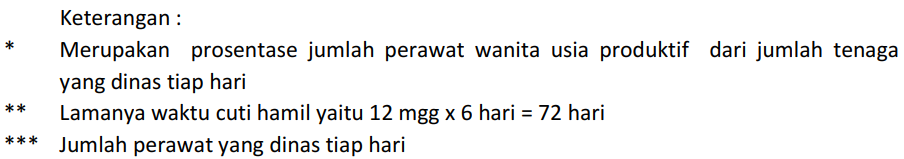 Keterangan :
* Merupakan prosentase jumlah perawat wanita usia produktif dari jumlah tenaga
yang dinas tiap hari
** Lamanya waktu cuti hamil yaitu 12 mgg x 6 hari = 72 hari
*** Jumlah perawat yang dinas tiap hari